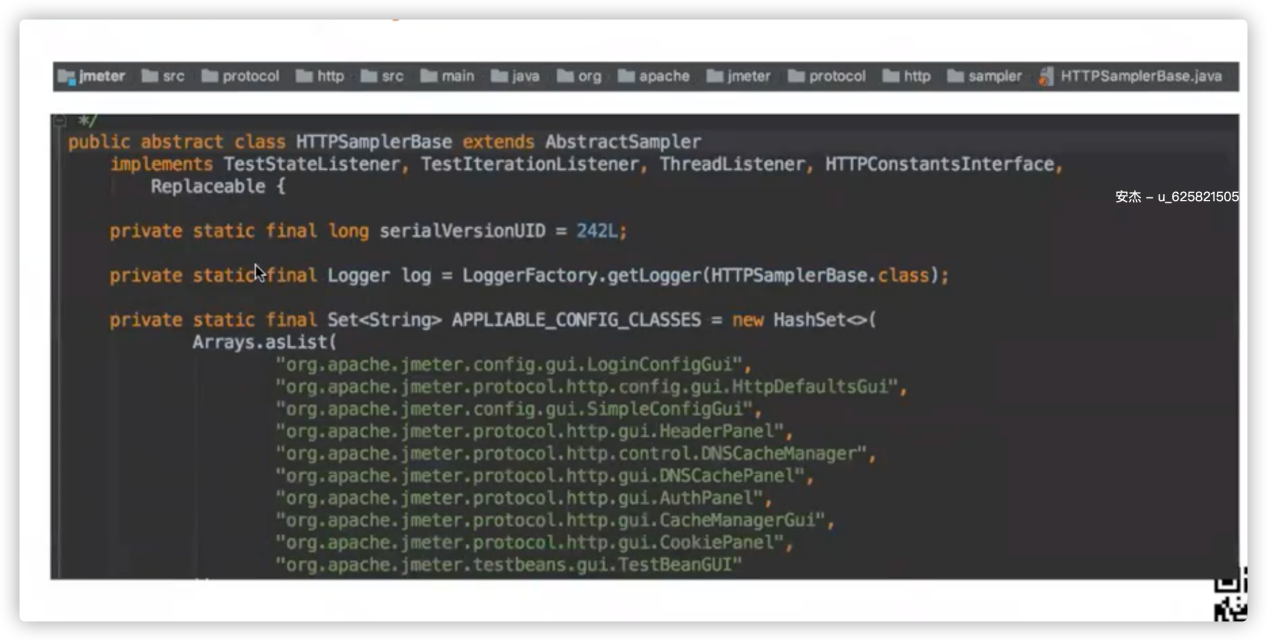 jmeter src protocol http src main java org apache jmeter protocol http sampler HTTPSamplerBase.java
*/
public abstract class HTTPSamplerBase extends AbstractSampler
implements TestStateListener, TestIterationListener, ThreadListener, HTTPConstantsInterface,
Replaceable {
安杰 – u_625821505
private static final long serialVersionUID = 242L;
private static final Logger log = LoggerFactory.getLogger(HTTPSamplerBase.class);
private static final Set<String> APPLIABLE_CONFIG_CLASSES = new HashSet<>(
Arrays.asList(
"org.apache.jmeter.config.gui.LoginConfigGui",
"org.apache.jmeter.protocol.http.config.gui.HttpDefaultsGui",
"org.apache.jmeter.config.gui.SimpleConfigGui",
"org.apache.jmeter.protocol.http.gui.HeaderPanel",
"org.apache.jmeter.protocol.http.control.DNSCacheManager",
"org.apache.jmeter.protocol.http.gui.DNSCachePanel",
"org.apache.jmeter.protocol.http.gui.AuthPanel",
"org.apache.jmeter.protocol.http.gui.CacheManagerGui",
"org.apache.jmeter.protocol.http.gui.CookiePanel",
"org.apache.jmeter.testbeans.gui.TestBeanGUI"